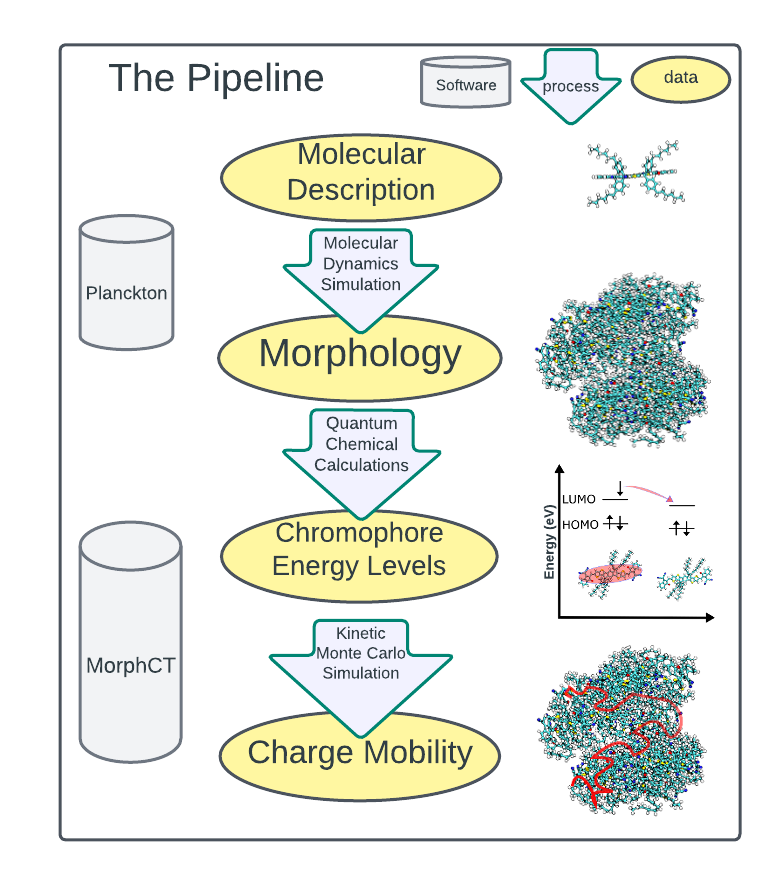 The Pipeline
Software
process
data
Molecular
Description
Molecular
Dynamics
Simulation
Planckton
Morphology
Quantum
Chemical
Calculations
Energy (eV)
LUMO
HOMO
Chromophore
Energy Levels
Kinetic
Monte Carlo
Simulation
MorphCT
Charge Mobility